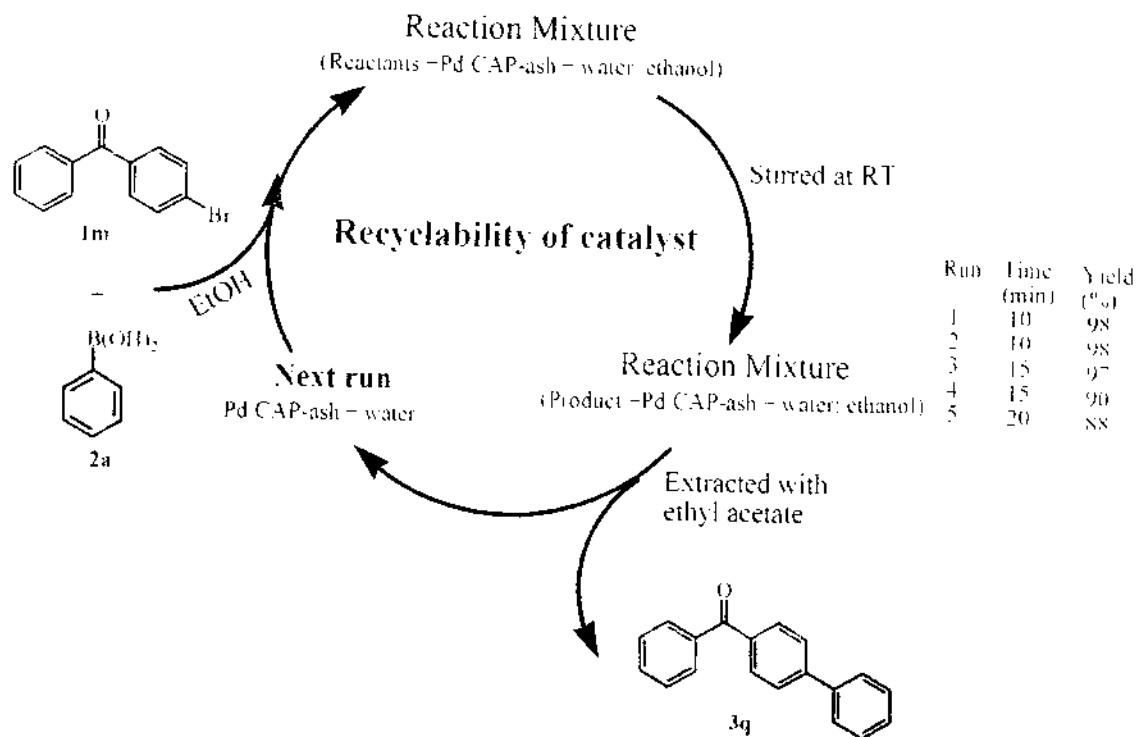 Reaction Mixture
(Reactants –Pd CAP-ash – water: ethanol)
O
Br
1m
Stirred at RT
Recyclability of catalyst
EtOH
–
B(OH)2
2a
Next run
Pd CAP-ash – water
Reaction Mixture
(Product –Pd CAP-ash – water: ethanol)
Run Time (min) Yield (%)
1 10 98
2 10 98
3 15 97
4 15 90
5 20 88
Extracted with
ethyl acetate
O
3q